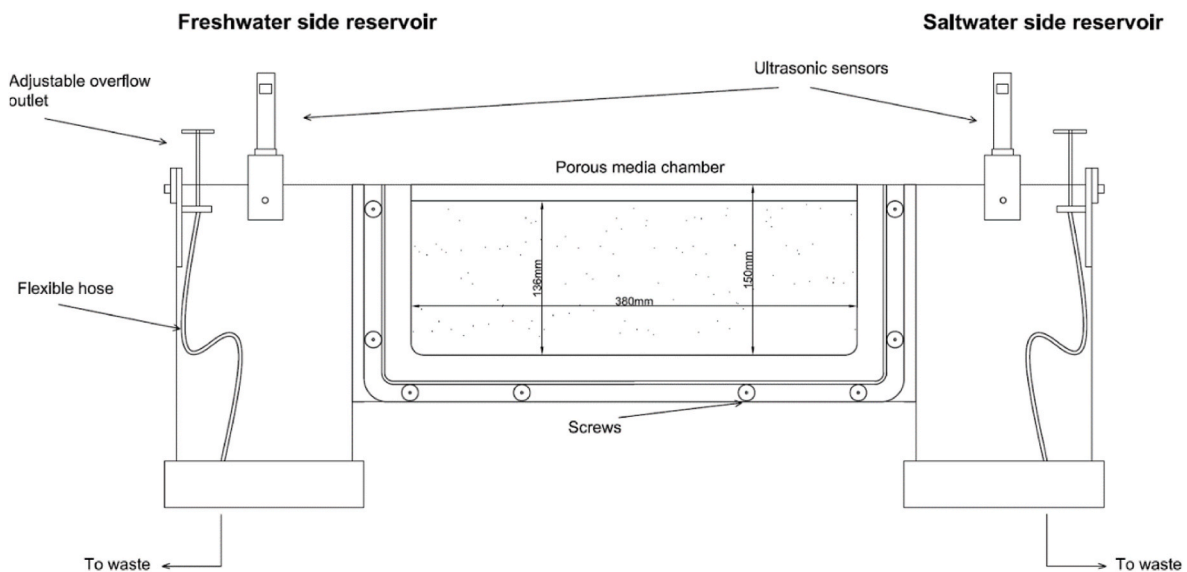 Freshwater side reservoir
Saltwater side reservoir
Adjustable overflow
outlet
Ultrasonic sensors
Porous media chamber
Flexible hose
136mm
150mm
380mm
Screws
To waste
To waste